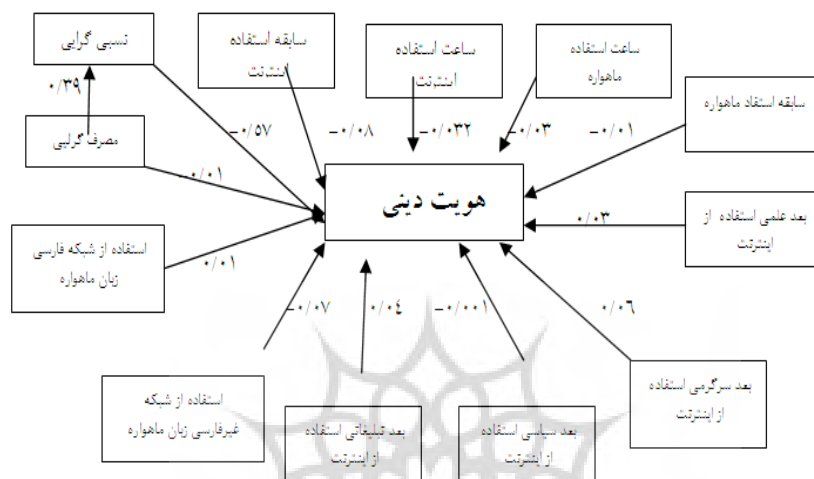 نسبی گرایی
سابقه استفاده
اینترنت
ساعت استفاده
اینترنت
ساعت استفاده
ماهواره
سابقه استفاد ماهواره
۰/۳۹
مصرف گرایی
−۰/۵۷
−۰/۰۸
−۰/۰۳۲
−۰/۰۳
−۰/۰۱
−۰/۰۱
هویت دینی
بعد علمی استفاده از
اینترنت
۰/۰۳
استفاده از شبکه فارسی
زبان ماهواره
۰/۰۱
−۰/۰۷
۰/۰٤
−۰/۰۰۱
۰/۰٦
استفاده از شبکه
غیرفارسی زبان ماهواره
بعد تبلیغاتی استفاده
از اینترنت
بعد سیاسی استفاده
از اینترنت
بعد سرگرمی استفاده
از اینترنت